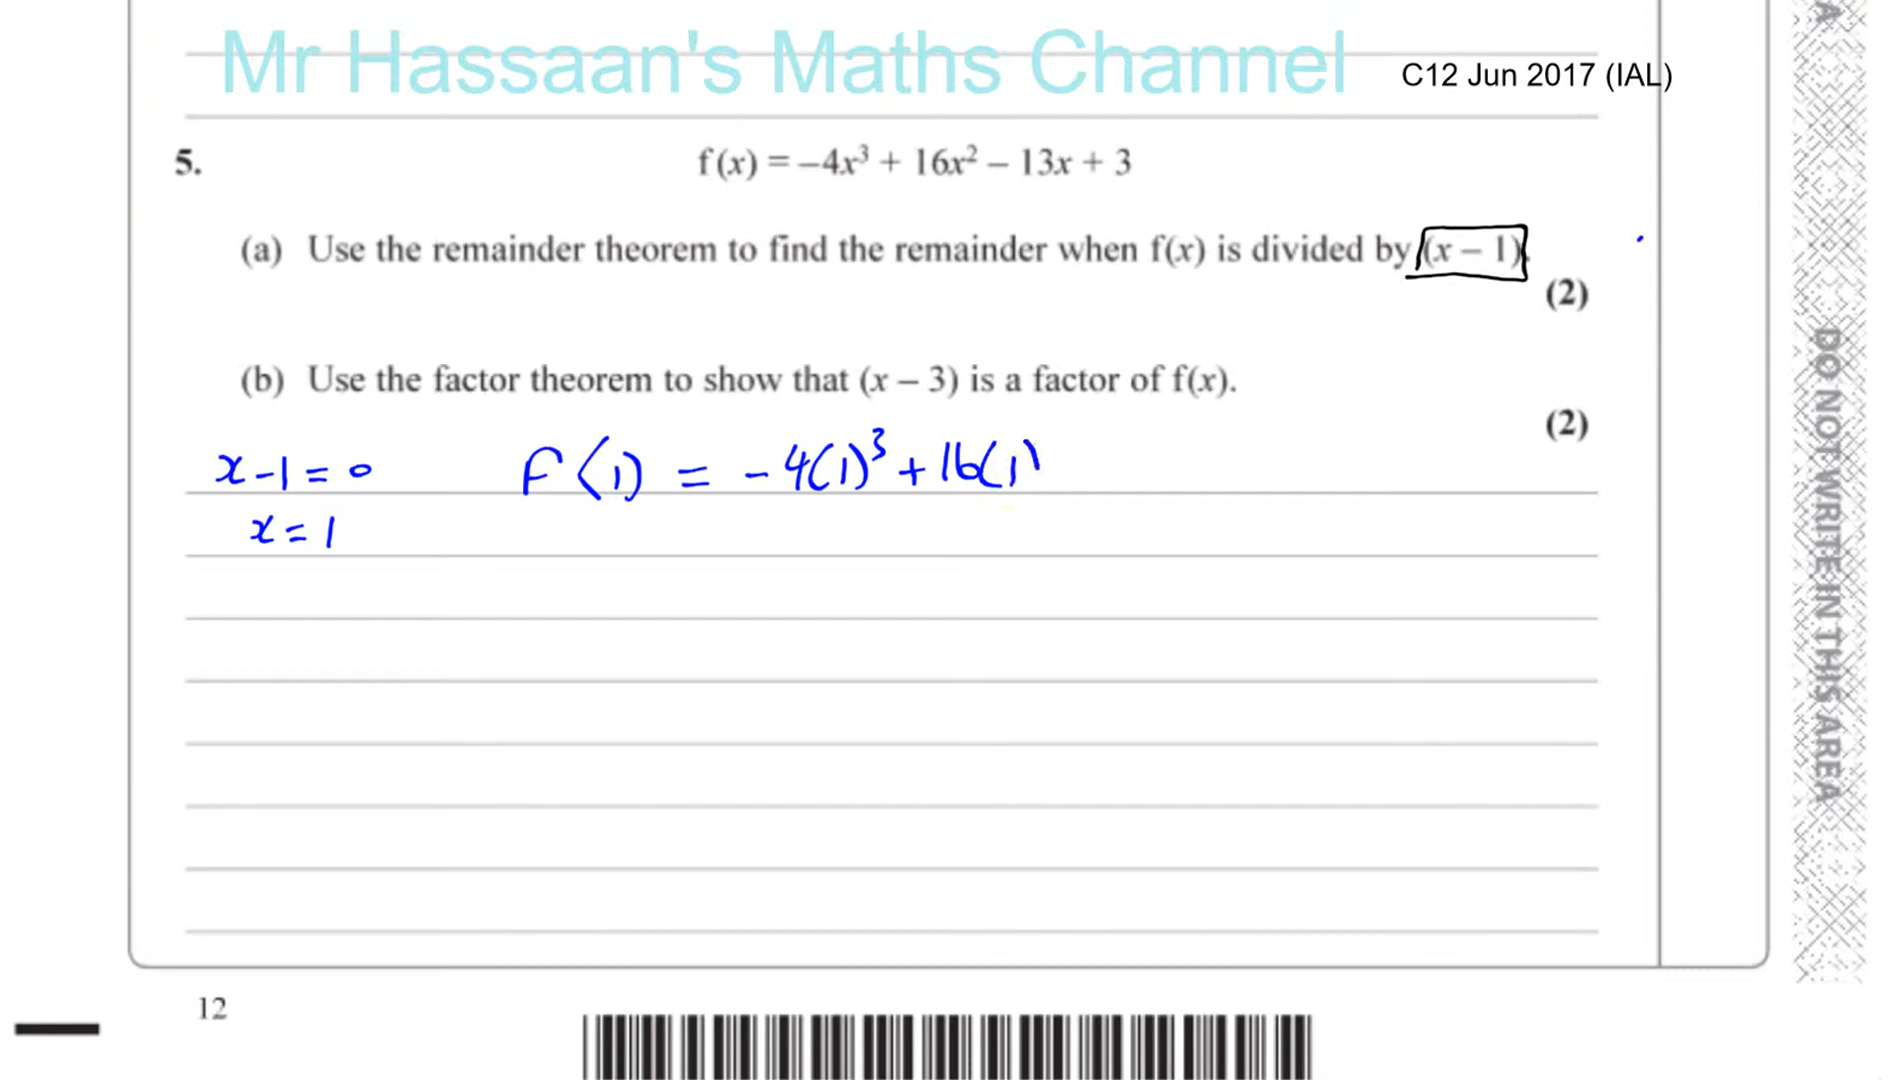 Mr Hassaan's Maths Channel
C12 Jun 2017 (IAL)
A
5. f(x) = −4x³ + 16x² − 13x + 3
(a) Use the remainder theorem to find the remainder when f(x) is divided by (x − 1).
(2)
(b) Use the factor theorem to show that (x − 3) is a factor of f(x).
(2)
x - 1 = 0 F(1) = - 4(1)³ + 16(1)
x = 1
DO NOT WRITE IN THIS AREA
12